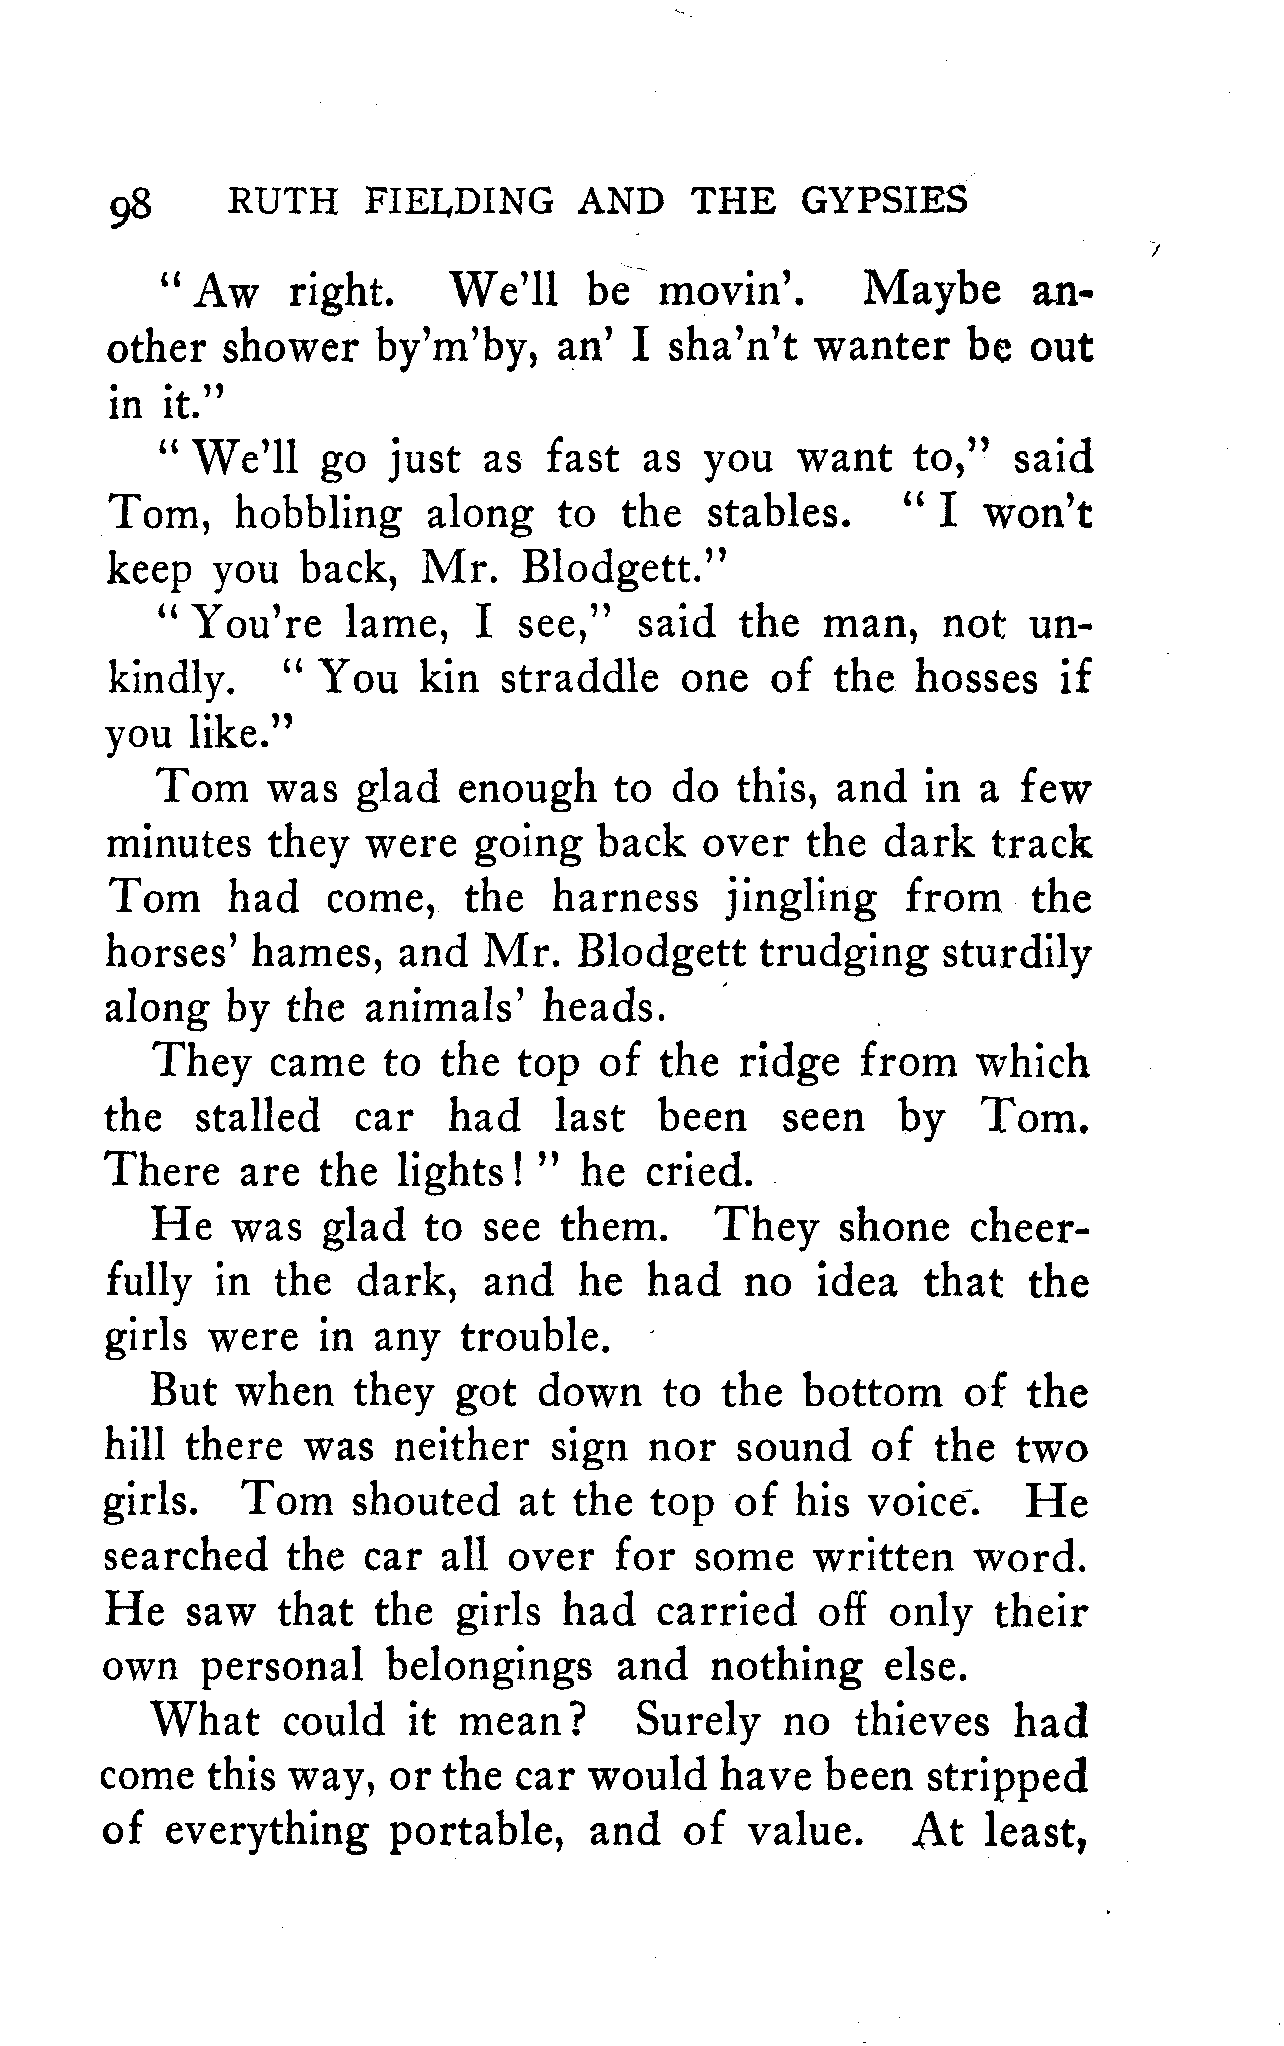 98 RUTH FIELDING AND THE GYPSIES
" Aw right. We'll be movin'. Maybe an-
other shower by'm'by, an' I sha'n't wanter be out
in it."
" We'll go just as fast as you want to," said
Tom, hobbling along to the stables. " I won't
keep you back, Mr. Blodgett."
" You're lame, I see," said the man, not un-
kindly. " You kin straddle one of the hosses if
you like."
Tom was glad enough to do this, and in a few
minutes they were going back over the dark track
Tom had come, the harness jingling from the
horses' hames, and Mr. Blodgett trudging sturdily
along by the animals' heads.
They came to the top of the ridge from which
the stalled car had last been seen by Tom.
There are the lights! " he cried.
He was glad to see them. They shone cheer-
fully in the dark, and he had no idea that the
girls were in any trouble.
But when they got down to the bottom of the
hill there was neither sign nor sound of the two
girls. Tom shouted at the top of his voice. He
searched the car all over for some written word.
He saw that the girls had carried off only their
own personal belongings and nothing else.
What could it mean? Surely no thieves had
come this way, or the car would have been stripped
of everything portable, and of value. At least,